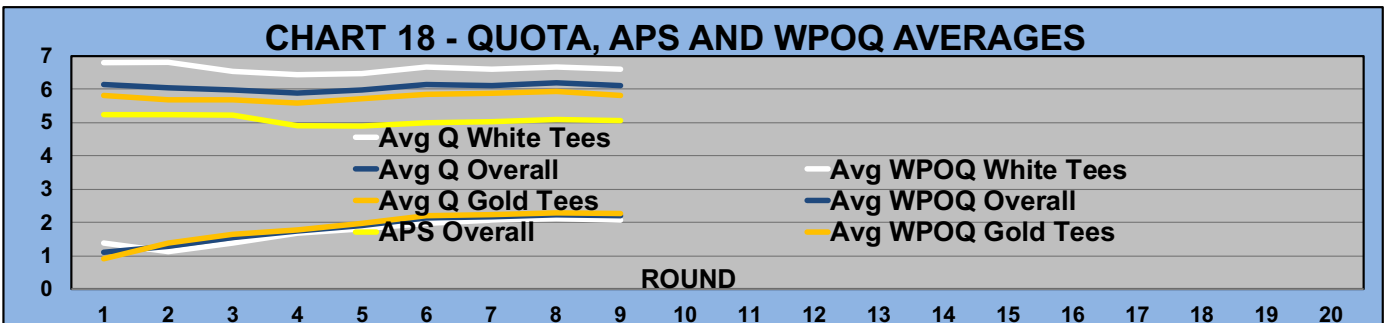 CHART 18 - QUOTA, APS AND WPOQ AVERAGES
7
6
5
4
3
2
1
0
Avg Q White Tees
Avg Q Overall
Avg Q Gold Tees
APS Overall
Avg WPOQ White Tees
Avg WPOQ Overall
Avg WPOQ Gold Tees
ROUND
1 2 3 4 5 6 7 8 9 10 11 12 13 14 15 16 17 18 19 20